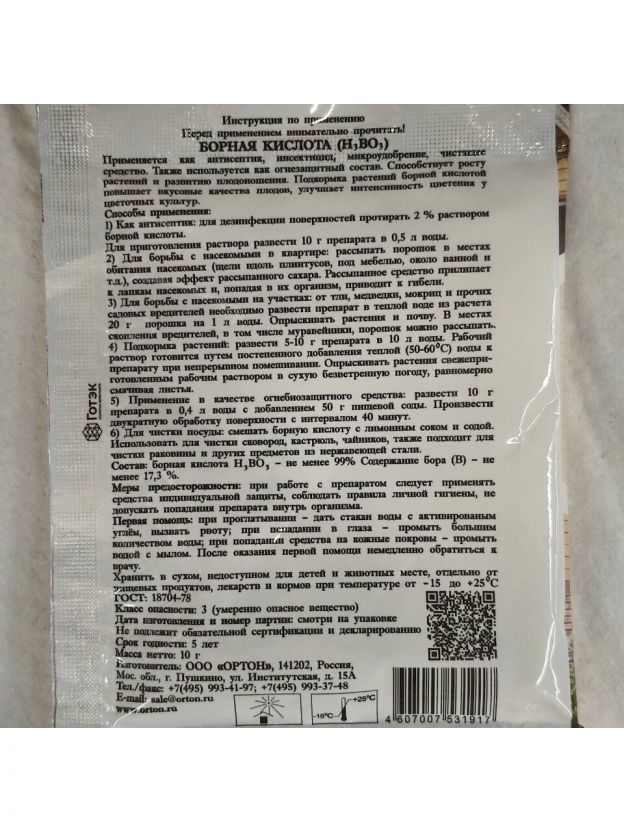 Инструкция по применению
Перед применением внимательно прочитать!
БОРНАЯ КИСЛОТА (H₃BO₃)
Применяется как антисептик, инсектицид, микроудобрение, чистящее
средство. Также используется как огнезащитный состав. Способствует росту
растений и развитию плодоношения. Подкормка растений борной кислотой
повышает вкусовые качества плодов, улучшает интенсивность цветения у
цветочных культур.
Способы применения:
1) Как антисептик: для дезинфекции поверхностей протирать 2 % раствором
борной кислоты.
Для приготовления раствора развести 10 г препарата в 0,5 л воды.
2) Для борьбы с насекомыми в квартире: рассыпать порошок в местах
обитания насекомых (щели вдоль плинтусов, под мебелью, около ванной и
т.д.), создавая эффект рассыпанного сахара. Рассыпанное средство прилипает
к лапкам насекомых и, попадая в их организм, приводит к гибели.
3) Для борьбы с насекомыми на участках: от тли, медведки, мокриц и прочих
садовых вредителей необходимо развести препарат в теплой воде из расчета
20 г порошка на 1 л воды. Опрыскивать растения и почву. В местах
скопления вредителей, в том числе муравейники, порошок можно рассыпать.
4) Подкормка растений: развести 5-10 г препарата в 10 л воды. Рабочий
раствор готовится путем постепенного добавления теплой (50-60°С) воды к
препарату при непрерывном помешивании. Опрыскивать растения свежепри-
готовленным рабочим раствором в сухую безветренную погоду, равномерно
смачивая листья.
5) Применение в качестве огнебиозащитного средства: развести 10 г
препарата в 0,4 л воды с добавлением 50 г пищевой соды. Произвести
двукратную обработку поверхности с интервалом 40 минут.
6) Для чистки посуды: смешать борную кислоту с лимонным соком и содой.
Использовать для чистки сковород, кастрюль, чайников, также подходит для
чистки раковины и других предметов из нержавеющей стали.
Состав: борная кислота H₃BO₃ – не менее 99% Содержание бора (В) – не
менее 17,3 %.
Меры предосторожности: при работе с препаратом следует применять
средства индивидуальной защиты, соблюдать правила личной гигиены, не
допускать попадания препарата внутрь организма.
Первая помощь: при проглатывании – дать стакан воды с активированым
углём, вызвать рвоту; при попадании в глаза – промыть большим
количеством воды; при попадании средства на кожные покровы – промыть
водой с мылом. После оказания первой помощи немедленно обратиться к
врачу.
Хранить в сухом, недоступном для детей и животных месте, отдельно от
пищевых продуктов, лекарств и кормов при температуре от –15 до +25°С
ГОСТ: 18704-78
Класс опасности: 3 (умеренно опасное вещество)
Дата изготовления и номер партии: смотри на упаковке
Не подлежит обязательной сертификации и декларированию
Срок годности: 5 лет
Масса нетто: 10 г
Изготовитель: ООО «ОРТОН», 141202, Россия,
Мос. обл., г. Пушкино, ул. Институтская, д. 15А
Тел./факс: +7(495) 993-41-97; +7(495) 993-37-48
E-mail: sale@orton.ru
www.orton.ru
-15°C
+25°C
4 607007 531917
Готэк